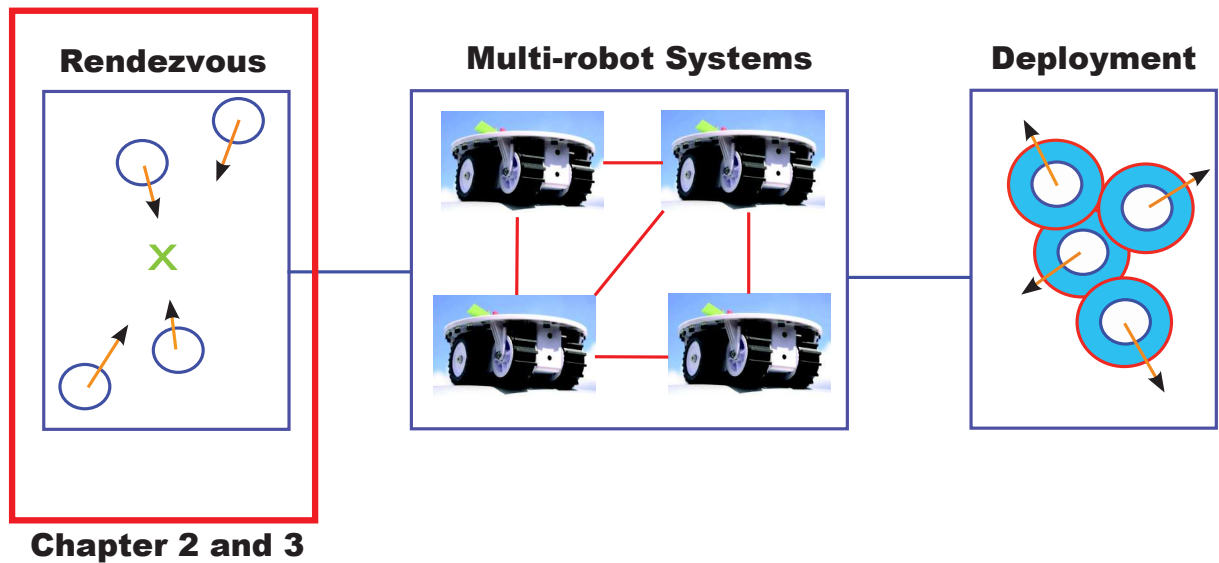 Rendezvous
Multi-robot Systems
Deployment
X
Chapter 2 and 3